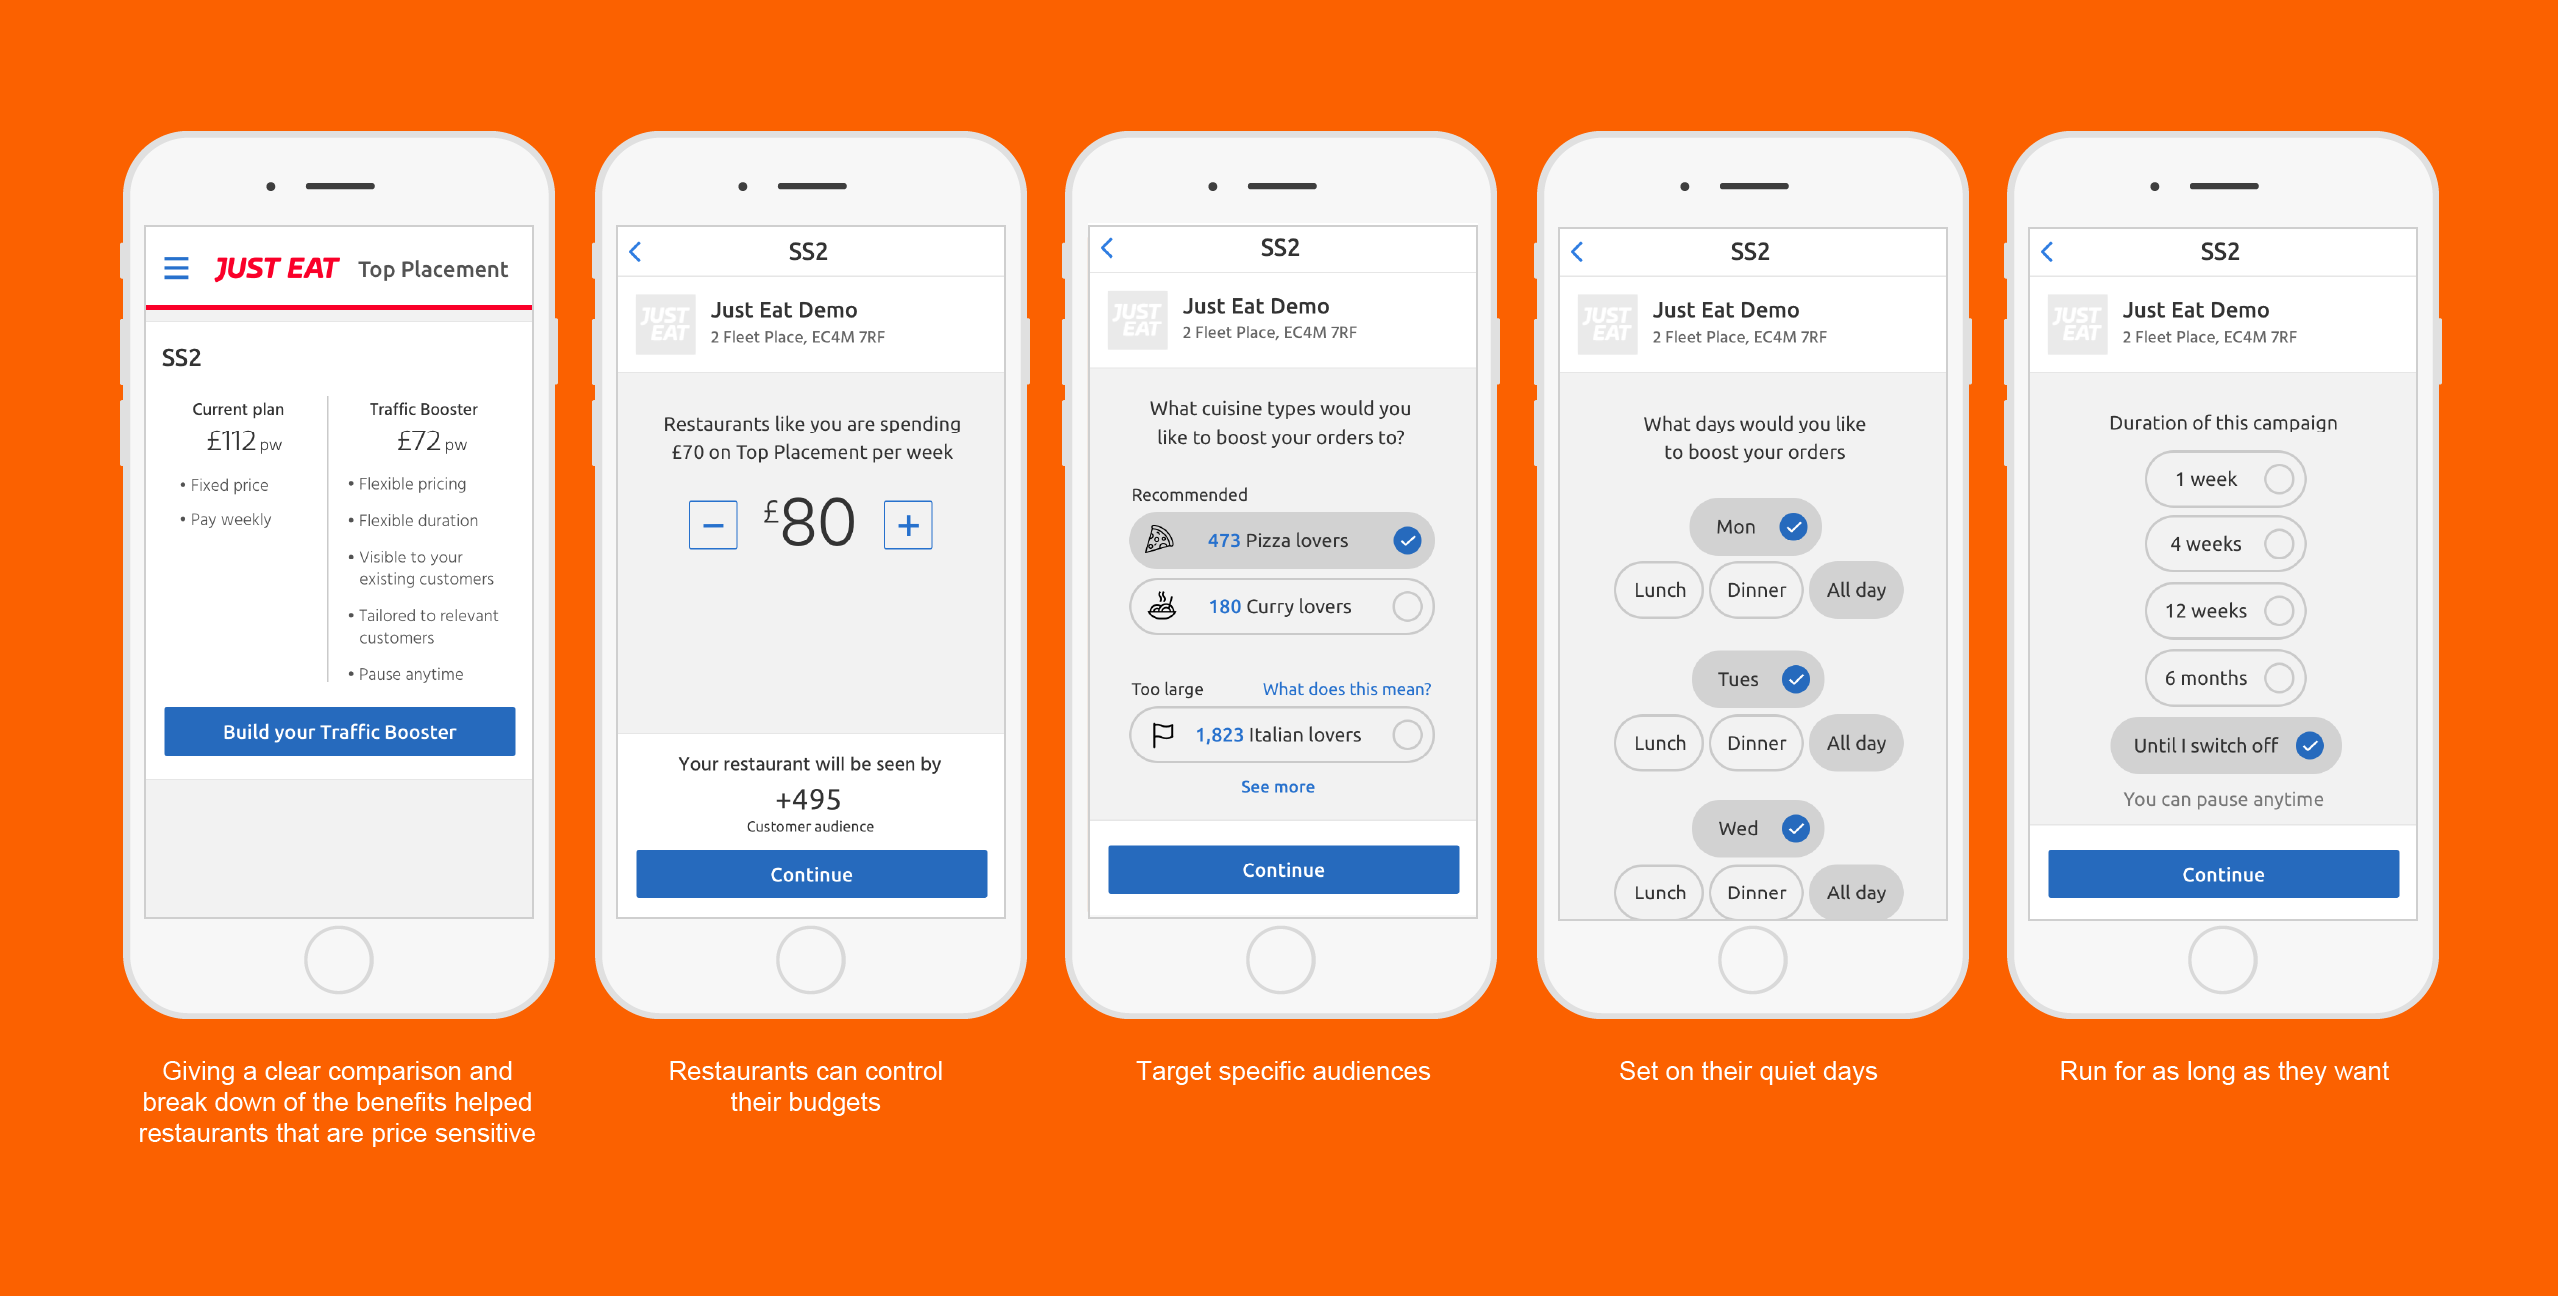 JUST EAT Top Placement
SS2
Current plan
£112 pw
• Fixed price
• Pay weekly
Traffic Booster
£72 pw
• Flexible pricing
• Flexible duration
• Visible to your
existing customers
• Tailored to relevant
customers
• Pause anytime
Build your Traffic Booster
Giving a clear comparison and
break down of the benefits helped
restaurants that are price sensitive
SS2
JUST
EAT
Just Eat Demo
2 Fleet Place, EC4M 7RF
Restaurants like you are spending
£70 on Top Placement per week
− £80 +
Your restaurant will be seen by
+495
Customer audience
Continue
Restaurants can control
their budgets
SS2
JUST
EAT
Just Eat Demo
2 Fleet Place, EC4M 7RF
What cuisine types would you
like to boost your orders to?
Recommended
473 Pizza lovers
180 Curry lovers
Too large What does this mean?
1,823 Italian lovers
See more
Continue
Target specific audiences
SS2
JUST
EAT
Just Eat Demo
2 Fleet Place, EC4M 7RF
What days would you like
to boost your orders
Mon
Lunch Dinner All day
Tues
Lunch Dinner All day
Wed
Lunch Dinner All day
Set on their quiet days
SS2
JUST
EAT
Just Eat Demo
2 Fleet Place, EC4M 7RF
Duration of this campaign
1 week
4 weeks
12 weeks
6 months
Until I switch off
You can pause anytime
Continue
Run for as long as they want